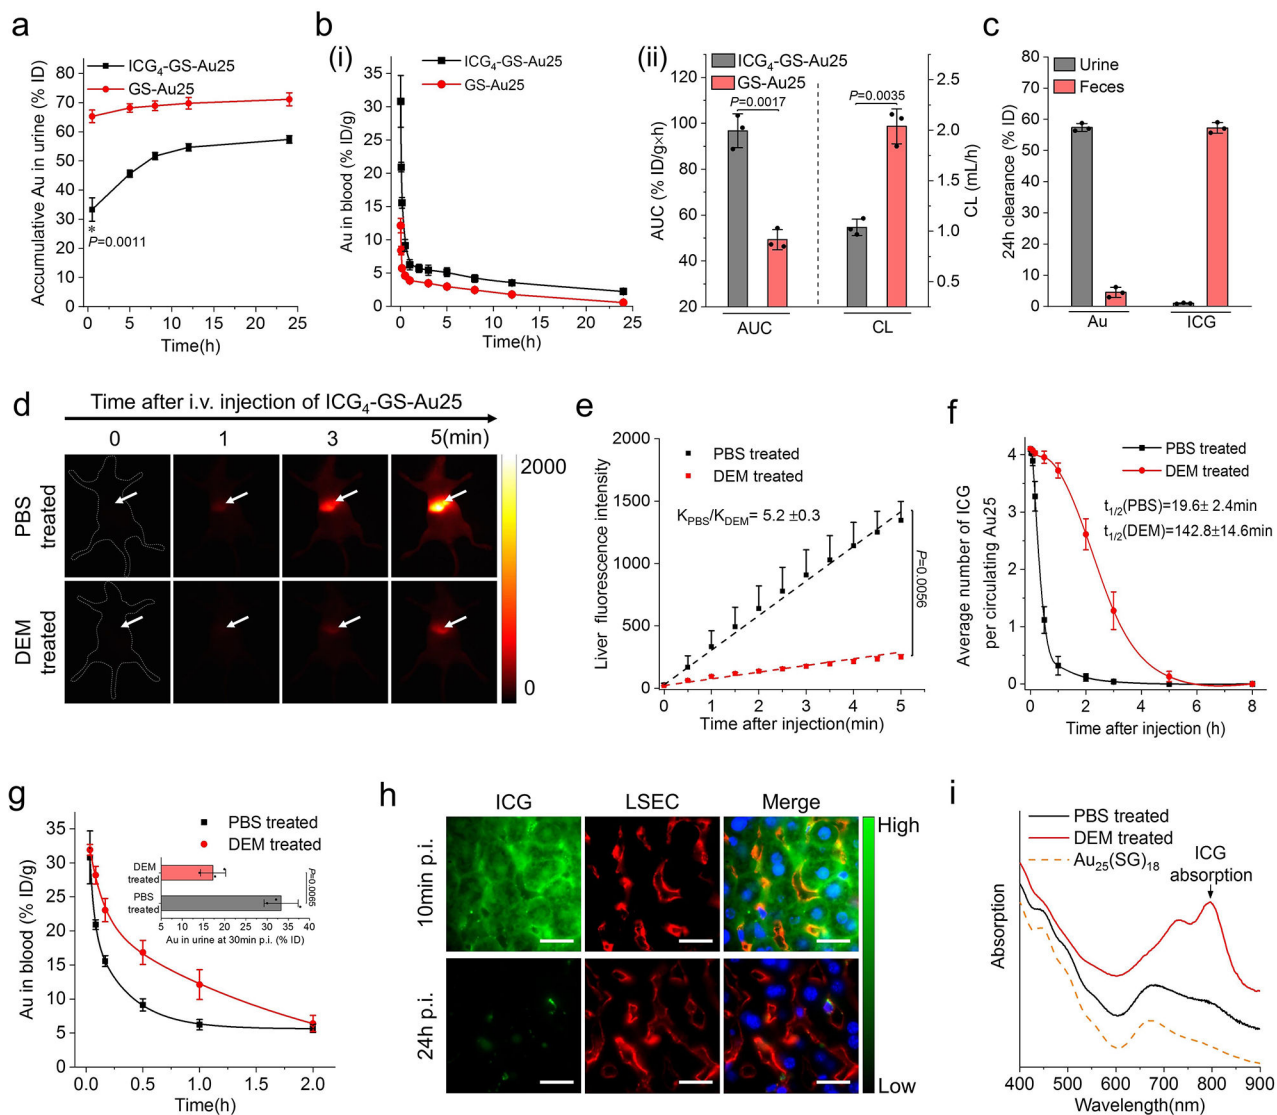 a
Accumulative Au in urine (% ID)
80
70
60
50
40
30
20
10
0
ICG₄-GS-Au25
GS-Au25
*
P=0.0011
0 5 10 15 20 25
Time(h)
b
(i)
Au in blood (% ID/g)
35
30
25
20
15
10
5
0
ICG₄-GS-Au25
GS-Au25
0 5 10 15 20 25
Time(h)
(ii)
AUC (% ID/g×h)
120
100
80
60
40
20
ICG₄-GS-Au25
GS-Au25
P=0.0017
P=0.0035
2.5
2.0
1.5
1.0
0.5
CL (mL/h)
AUC CL
c
24h clearance (% ID)
80
70
60
50
40
30
20
10
0
Urine
Feces
Au ICG
d
Time after i.v. injection of ICG₄-GS-Au25
0 1 3 5(min)
PBS
treated
DEM
treated
2000
0
e
Liver fluorescence intensity
2000
1500
1000
500
0
PBS treated
DEM treated
K_PBS/K_DEM= 5.2 ±0.3
P=0.0056
0 1 2 3 4 5
Time after injection(min)
f
Average number of ICG
per circulating Au25
4
3
2
1
0
PBS treated
DEM treated
t₁/₂(PBS)=19.6± 2.4min
t₁/₂(DEM)=142.8±14.6min
0 2 4 6 8
Time after injection (h)
g
Au in blood (% ID/g)
35
30
25
20
15
10
5
0
PBS treated
DEM treated
DEM
treated
PBS
treated
P=0.0065
5 10 15 20 25 30 35 40
Au in urine at 30min p.i. (% ID)
0.0 0.5 1.0 1.5 2.0
Time(h)
h
ICG LSEC Merge
10min p.i.
24h p.i.
High
Low
i
Absorption
PBS treated
DEM treated
Au₂₅(SG)₁₈
ICG
absorption
400 500 600 700 800 900
Wavelength(nm)